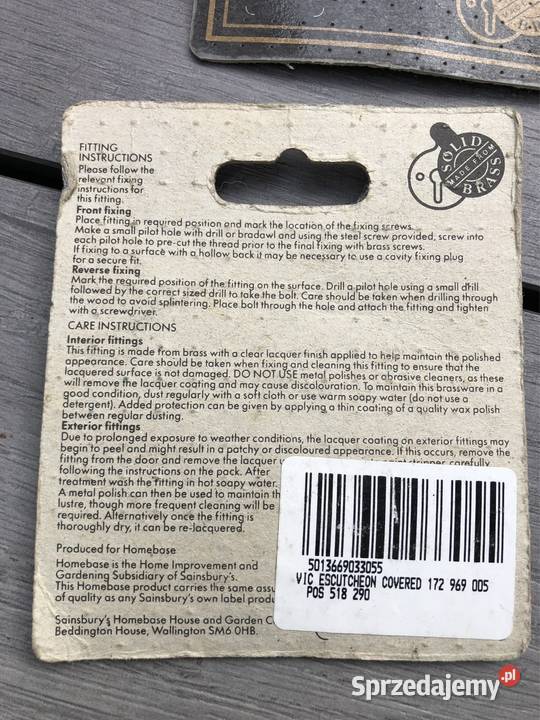 SOLID
MADE FROM
BRASS
FITTING
INSTRUCTIONS
Please follow the
relevant fixing
instructions for
this fitting.
Front fixing
Place fitting in required position and mark the location of the fixing screws.
Make a small pilot hole with drill or bradawl and using the steel screw provided, screw into
each pilot hole to pre-cut the thread prior to the final fixing with brass screws.
If fixing to a surface with a hollow back it may be necessary to use a cavity fixing plug
for a secure fit.
Reverse fixing
Mark the required position of the fitting on the surface. Drill a pilot hole using a small drill
followed by the correct sized drill to take the bolt. Care should be taken when drilling through
the wood to avoid splintering. Place bolt through the hole and attach the fitting and tighten
with a screwdriver.
CARE INSTRUCTIONS
Interior fittings
This fitting is made from brass with a clear lacquer finish applied to help maintain the polished
appearance. Care should be taken when fixing and cleaning this fitting to ensure that the
lacquered surface is not damaged. DO NOT USE metal polishes or abrasive cleaners, as these
will remove the lacquer coating and may cause discolouration. To maintain this brassware in a
good condition, dust regularly with a soft cloth or use warm soapy water (do not use a
detergent). Added protection can be given by applying a thin coating of a quality wax polish
between regular dusting.
Exterior fittings
Due to prolonged exposure to weather conditions, the lacquer coating on exterior fittings may
begin to peel and might result in a patchy or discoloured appearance. If this occurs, remove the
fitting from the door and remove the lacquer stripper, carefully
following the instructions on the pack. After
treatment wash the fitting in hot soapy water.
A metal polish can then be used to maintain th
lustre, though more frequent cleaning will be
required. Alternatively once the fitting is
thoroughly dry, it can be re-lacquered.
Produced for Homebase
Homebase is the Home Improvement and
Gardening Subsidiary of Sainsbury's.
This Homebase product carries the same assu
of quality as any Sainsbury's own label produ
Sainsbury's Homebase House and Garden C
Beddington House, Wallington SM6 0HB.
5013669033055
VIC ESCUTCHEON COVERED 172 969 005
POS 518 290
Sprzedajemy.pl